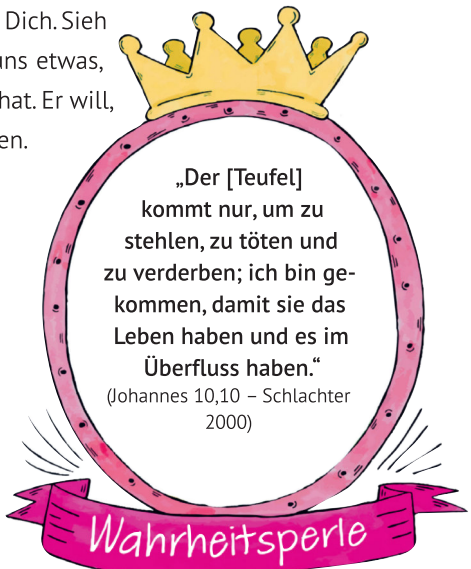 Dich. Sieh
uns etwas,
hat. Er will,
en.
„Der [Teufel]
kommt nur, um zu
stehlen, zu töten und
zu verderben; ich bin ge-
kommen, damit sie das
Leben haben und es im
Überfluss haben.“
(Johannes 10,10 – Schlachter
2000)
Wahrheitsperle